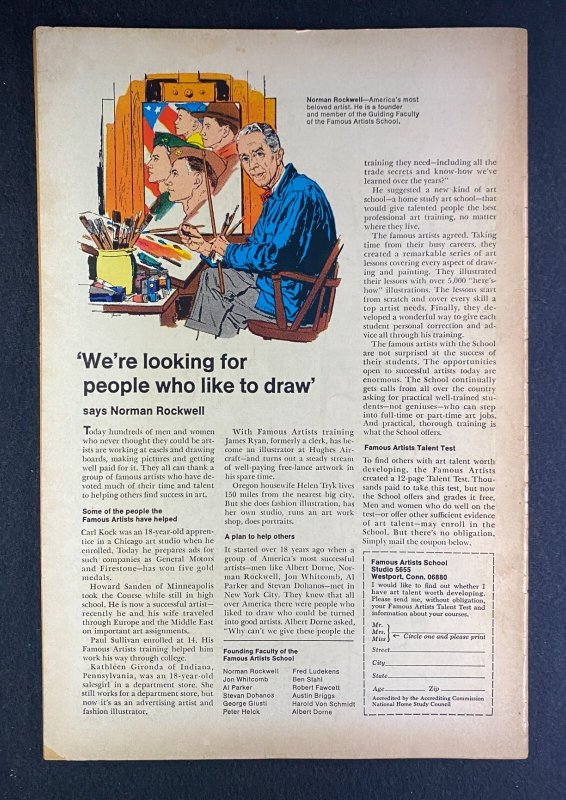 Norman Rockwell—America's most
beloved artist. He is a founder
and member of the Guiding Faculty
of the Famous Artists School.
'We're looking for
people who like to draw'
says Norman Rockwell
Today hundreds of men and women
who never thought they could be art-
ists are working at easels and drawing
boards, making pictures and getting
well paid for it. They all can thank a
group of famous artists who have de-
voted much of their time and talent
to helping others find success in art.
Some of the people the
Famous Artists have helped
Carl Kock was an 18-year-old appren-
tice in a Chicago art studio when he
enrolled. Today he prepares ads for
such companies as General Motors
and Firestone—has won five gold
medals.
Howard Sanden of Minneapolis
took the Course while still in high
school. He is now a successful artist—
recently he and his wife traveled
through Europe and the Middle East
on important art assignments.
Paul Sullivan enrolled at 14. His
Famous Artists training helped him
work his way through college.
Kathleen Gironda of Indiana,
Pennsylvania, was an 18-year-old
salesgirl in a department store. She
still works for a department store, but
now it's as an advertising artist and
fashion illustrator.
With Famous Artists training
James Ryan, formerly a clerk, has be-
come an illustrator at Hughes Air-
craft—and turns out a steady stream
of well-paying free-lance artwork in
his spare time.
Oregon housewife Helen Tryk lives
150 miles from the nearest big city.
But she does fashion illustration, has
her own studio, runs an art work
shop, does portraits.
A plan to help others
It started over 18 years ago when a
group of America's most successful
artists—men like Albert Dorne, Nor-
man Rockwell, Jon Whitcomb, Al
Parker and Stevan Dohanos—met in
New York City. They knew that all
over America there were people who
liked to draw who could be turned
into good artists. Albert Dorne asked,
"Why can't we give these people the
Founding Faculty of the
Famous Artists School
Norman Rockwell
Jon Whitcomb
Al Parker
Stevan Dohanos
George Giusti
Peter Helck
Fred Ludekens
Ben Stahl
Robert Fawcett
Austin Briggs
Harold Von Schmidt
Albert Dorne
training they need—including all the
trade secrets and know-how we've
learned over the years?"
He suggested a new kind of art
school—a home study art school—that
would give talented people the best
professional art training, no matter
where they live.
The famous artists agreed. Taking
time from their busy careers, they
created a remarkable series of art
lessons covering every aspect of draw-
ing and painting. They illustrated
their lessons with over 5,000 "here's-
how" illustrations. The lessons start
from scratch and cover every skill a
top artist needs. Finally, they de-
veloped a wonderful way to give each
student personal correction and ad-
vice all through his training.
The famous artists with the School
are not surprised at the success of
their students. The opportunities
open to successful artists today are
enormous. The School continually
gets calls from all over the country
asking for practical well-trained stu-
dents—not geniuses—who can step
into full-time or part-time art jobs.
And practical, thorough training is
what the School offers.
Famous Artists Talent Test
To find others with art talent worth
developing, the Famous Artists
created a 12-page Talent Test. Thou-
sands paid to take this test, but now
the School offers and grades it free.
Men and women who do well on the
test—or offer other sufficient evidence
of art talent—may enroll in the
School. But there's no obligation.
Simply mail the coupon below.
Famous Artists School
Studio 5655
Westport, Conn. 06880
I would like to find out whether I
have art talent worth developing.
Please send me, without obligation,
your Famous Artists Talent Test and
information about your courses.
Mr.
Mrs. ← Circle one and please print
Miss
Street
City
State
Age Zip
Accredited by the Accrediting Commission
National Home Study Council